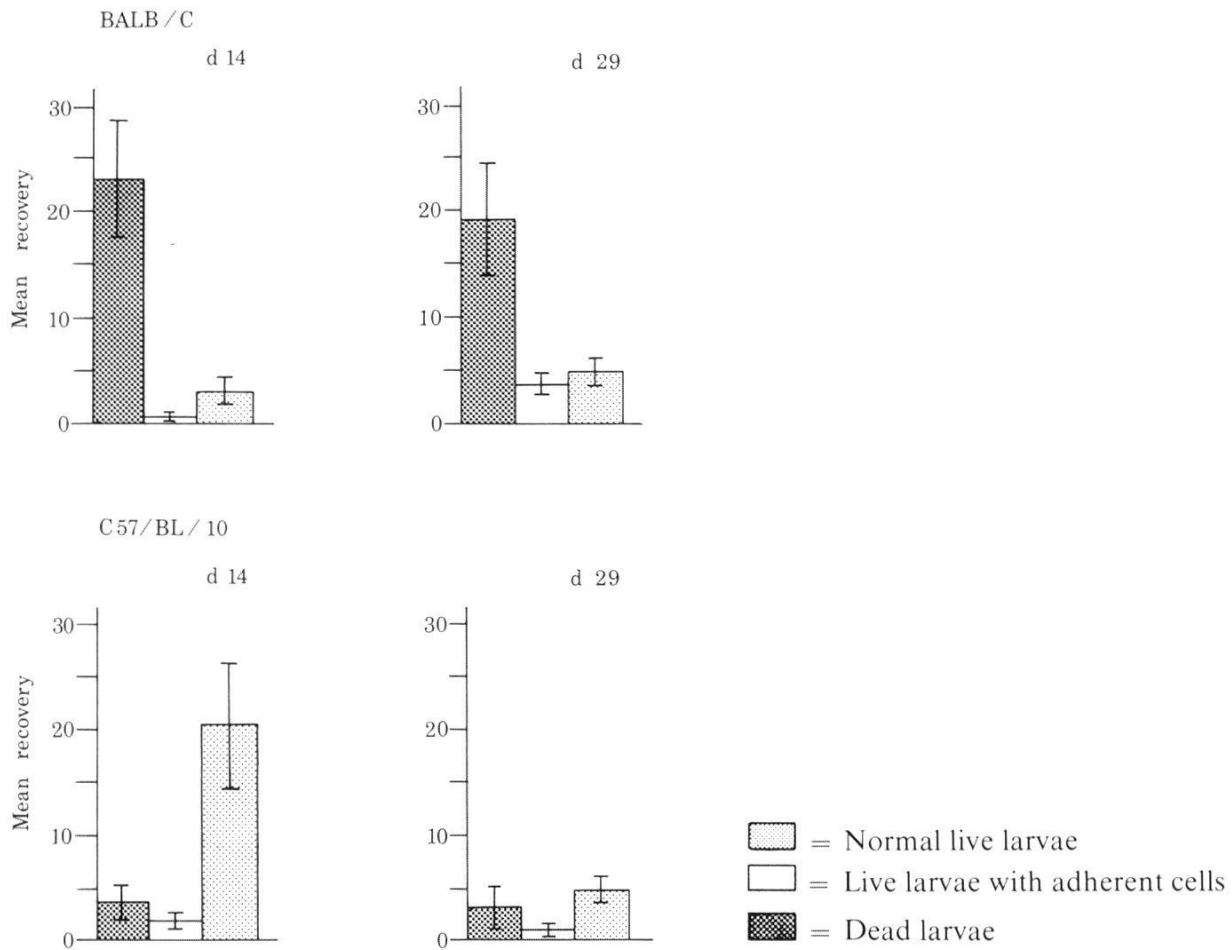 BALB/C
d 14
d 29
Mean recovery
30
20
10
0
30
20
10
0
C57/BL/10
d 14
d 29
Mean recovery
30
20
10
0
30
20
10
0
= Normal live larvae
= Live larvae with adherent cells
= Dead larvae